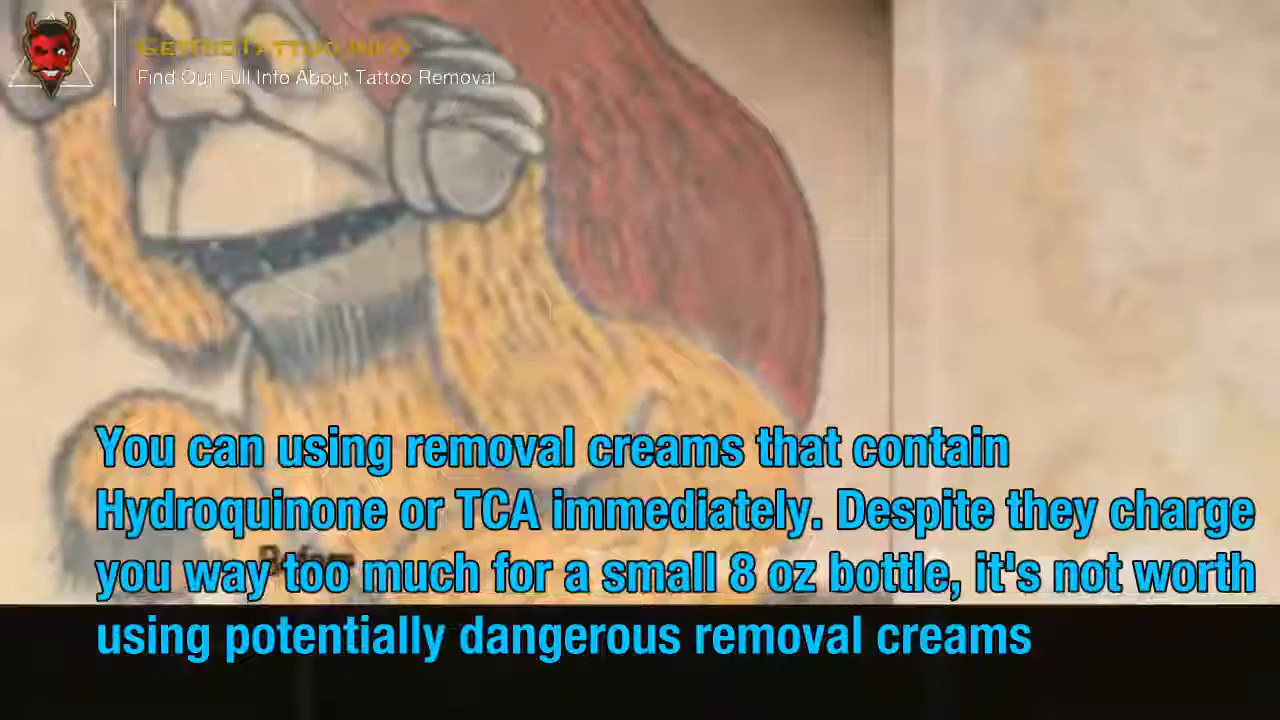 Find Out Full Info About Tattoo Removal
You can using removal creams that contain
Hydroquinone or TCA immediately. Despite they charge
you way too much for a small 8 oz bottle, it's not worth
using potentially dangerous removal creams